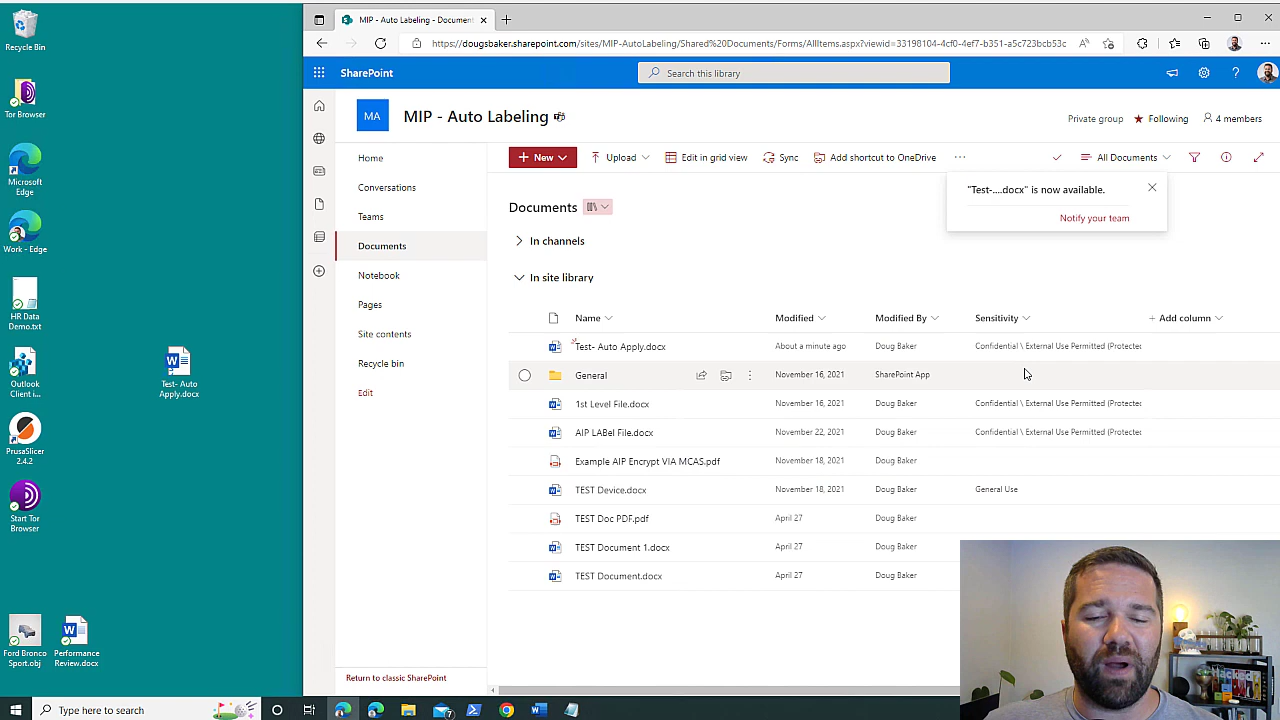 Recycle Bin
Tor Browser
Microsoft
Edge
Work - Edge
HR Data
Demo.txt
Outlook
Client i...
PrusaSlicer
2.4.2
Start Tor
Browser
Ford Bronco
Sport.obj
Performance
Review.docx
Test- Auto
Apply.docx
MIP - Auto Labeling - Document
https://dougsbaker.sharepoint.com/sites/MIP-AutoLabeling/Shared%20Documents/Forms/AllItems.aspx?viewid=33198104-4cf0-4ef7-b351-a5c723bcb53c
SharePoint
Search this library
MA
MIP - Auto Labeling
Private group
Following
4 members
Home
Conversations
Teams
Documents
Notebook
Pages
Site contents
Recycle bin
Edit
Return to classic SharePoint
New
Upload
Edit in grid view
Sync
Add shortcut to OneDrive
All Documents
"Test-....docx" is now available.
Notify your team
Documents
In channels
In site library
Name Modified Modified By Sensitivity Add column
Test- Auto Apply.docx About a minute ago Doug Baker Confidential \ External Use Permitted (Protected
General November 16, 2021 SharePoint App
1st Level File.docx November 16, 2021 Doug Baker Confidential \ External Use Permitted (Protected
AIP LABel File.docx November 22, 2021 Doug Baker Confidential \ External Use Permitted (Protected
Example AIP Encrypt VIA MCAS.pdf November 18, 2021 Doug Baker
TEST Device.docx November 18, 2021 Doug Baker General Use
TEST Doc PDF.pdf April 27 Doug Baker
TEST Document 1.docx April 27 Doug Baker
TEST Document.docx April 27 Doug Baker
Type here to search